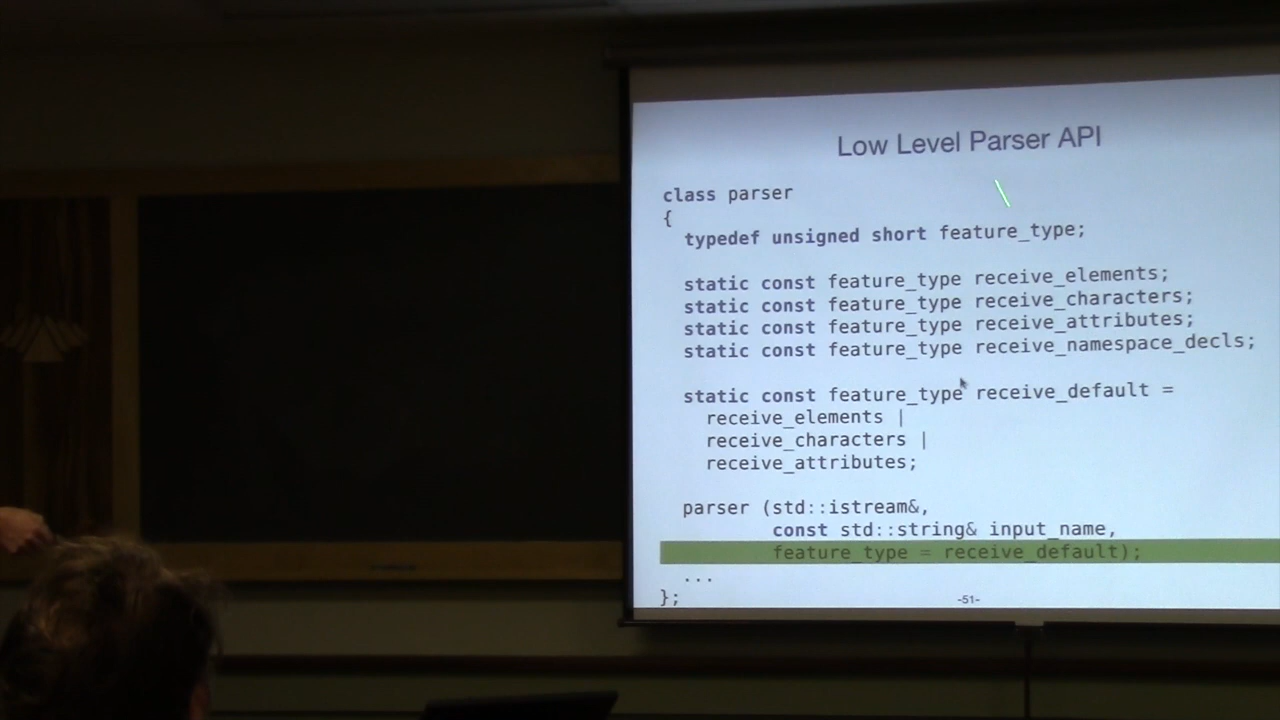 Low Level Parser API
class parser
{
typedef unsigned short feature_type;
static const feature_type receive_elements;
static const feature_type receive_characters;
static const feature_type receive_attributes;
static const feature_type receive_namespace_decls;
static const feature_type receive_default =
receive_elements |
receive_characters |
receive_attributes;
parser (std::istream&,
const std::string& input_name,
feature_type = receive_default);
...
};
-51-